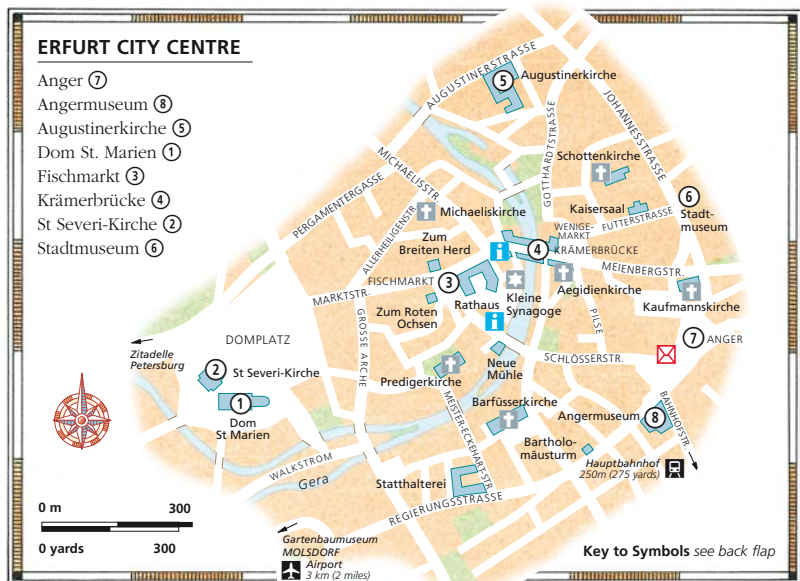 ERFURT CITY CENTRE
Anger 7
Angermuseum 8
Augustinerkirche 5
Dom St. Marien 1
Fischmarkt 3
Krämerbrücke 4
St Severi-Kirche 2
Stadtmuseum 6
AUGUSTINERSTRASSE
5
Augustinerkirche
JOHANNESSTRASSE
GOTTHARDTSTRASSE
MICHAELISSTR.
Schottenkirche
PERGAMENTERGASSE
ALLERHEILIGENSTR.
Michaeliskirche
Kaisersaal
6
Stadt-
museum
FUTTERSTRASSE
WENIGE-
MARKT
Zum
Breiten Herd
i
4
KRÄMERBRÜCKE
MEIENBERGSTR.
FISCHMARKT
3
Aegidienkirche
MARKTSTR.
Rathaus
Kleine
Synagoge
Kaufmannskirche
Zum Roten
Ochsen
i
PILSE
GROSSE ARCHE
DOMPLATZ
7
ANGER
Zitadelle
Petersburg
SCHLÖSSERSTR.
2
St Severi-Kirche
Neue
Mühle
Predigerkirche
1
Dom
St Marien
MEISTER-ECKEHART-STR.
Barfüsserkirche
Angermuseum
8
BAHNHOFSTR.
Bartholo-
mäusturm
WALKSTROM
Gera
Hauptbahnhof
250m (275 yards)
Statthalterei
REGIERUNGSSTRASSE
0 m 300
0 yards 300
Gartenbaumuseum
MOLSDORF
Airport
3 km (2 miles)
Key to Symbols see back flap